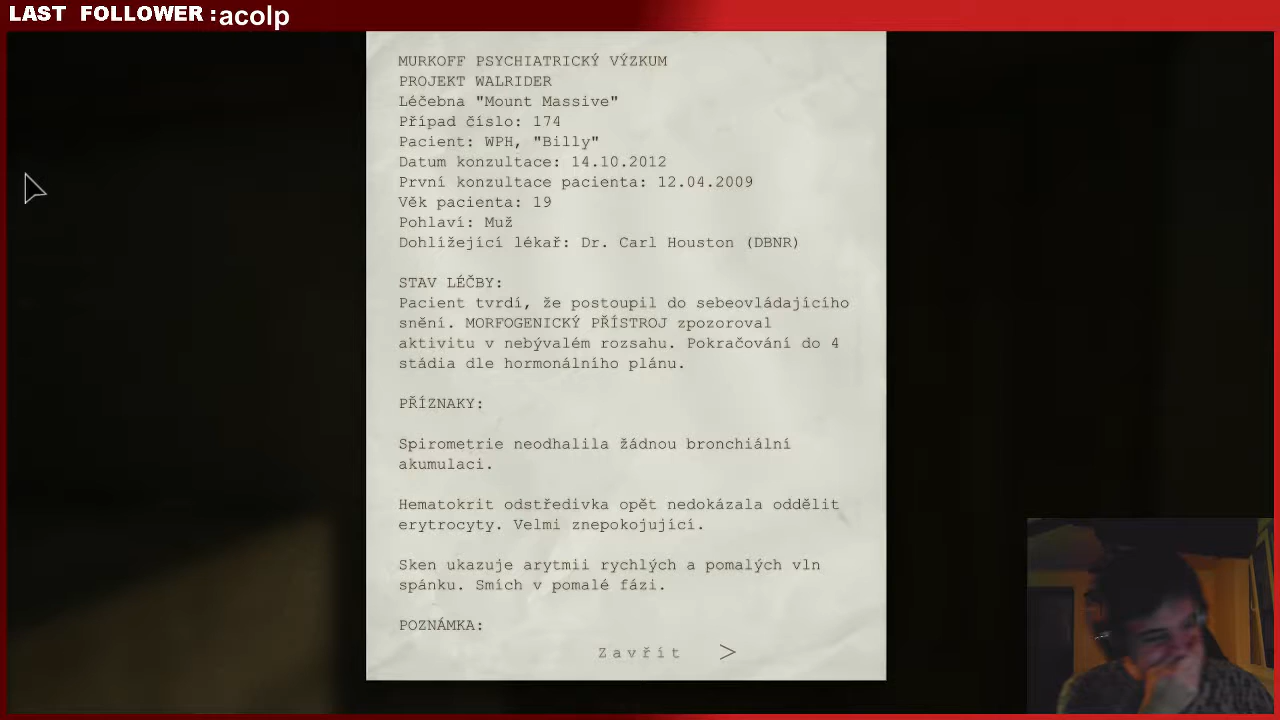 LAST FOLLOWER : acolp
MURKOFF PSYCHIATRICKÝ VÝZKUM
PROJEKT WALRIDER
Léčebna "Mount Massive"
Případ číslo: 174
Pacient: WPH, "Billy"
Datum konzultace: 14.10.2012
První konzultace pacienta: 12.04.2009
Věk pacienta: 19
Pohlaví: Muž
Dohlížející lékař: Dr. Carl Houston (DBNR)
STAV LÉČBY:
Pacient tvrdí, že postoupil do sebeovládajícího
snění. MORFOGENICKÝ PŘÍSTROJ zpozoroval
aktivitu v nebývalém rozsahu. Pokračování do 4
stádia dle hormonálního plánu.
PŘÍZNAKY:
Spirometrie neodhalila žádnou bronchiální
akumulaci.
Hematokrit odstředivka opět nedokázala oddělit
erytrocyty. Velmi znepokojující.
Sken ukazuje arytmii rychlých a pomalých vln
spánku. Smích v pomalé fázi.
POZNÁMKA:
Zavřít >